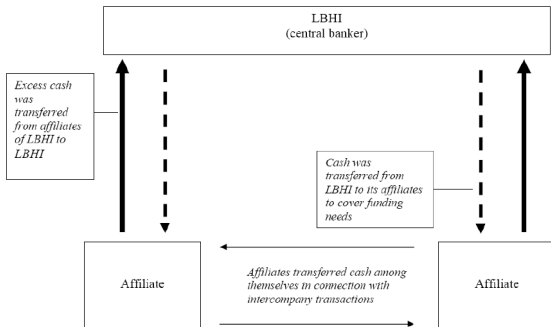 LBHI
(central banker)
Excess cash
was
transferred
from affiliates
of LBHI to
LBHI
Cash was
transferred from
LBHI to its affiliates
to cover funding
needs
Affiliate
Affiliates transferred cash among
themselves in connection with
intercompany transactions
Affiliate